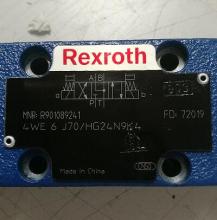 Rexroth
A B
P T
MNR: R901089241
FD: 72019
4WE 6 J70/HG24N9K4
Made in China